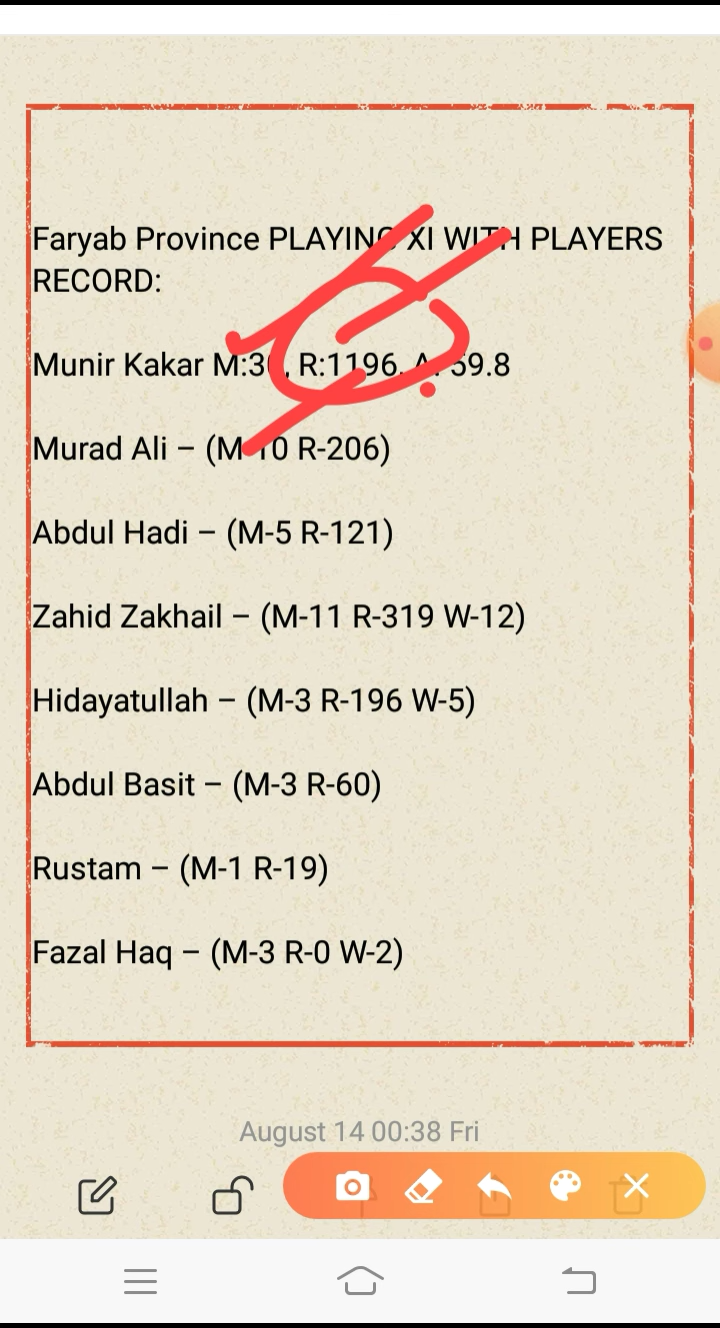 Faryab Province PLAYING XI WITH PLAYERS
RECORD:
Munir Kakar R:1196, 59.8
Murad Ali – (M-10 R-206)
Abdul Hadi – (M-5 R-121)
Zahid Zakhail – (M-11 R-319 W-12)
Hidayatullah – (M-3 R-196 W-5)
Abdul Basit – (M-3 R-60)
Rustam – (M-1 R-19)
Fazal Haq – (M-3 R-0 W-2)
August 14 00:38 Fri